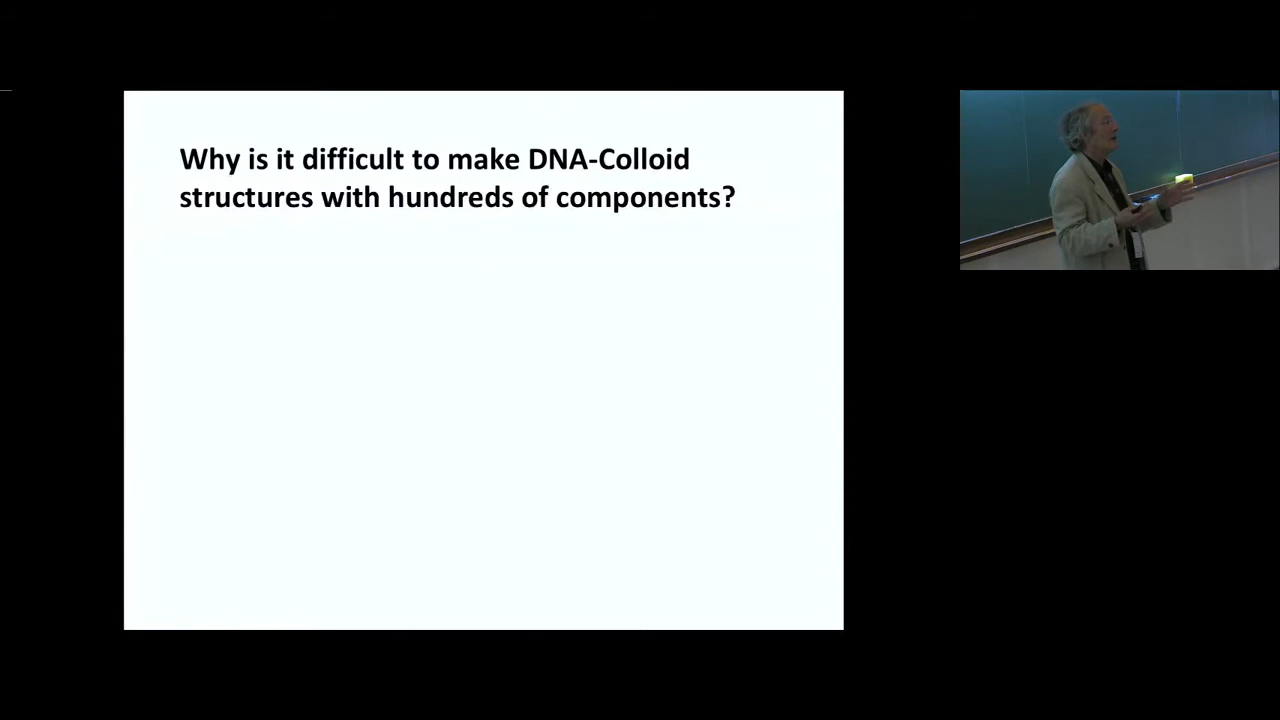 Why is it difficult to make DNA-Colloid
structures with hundreds of components?